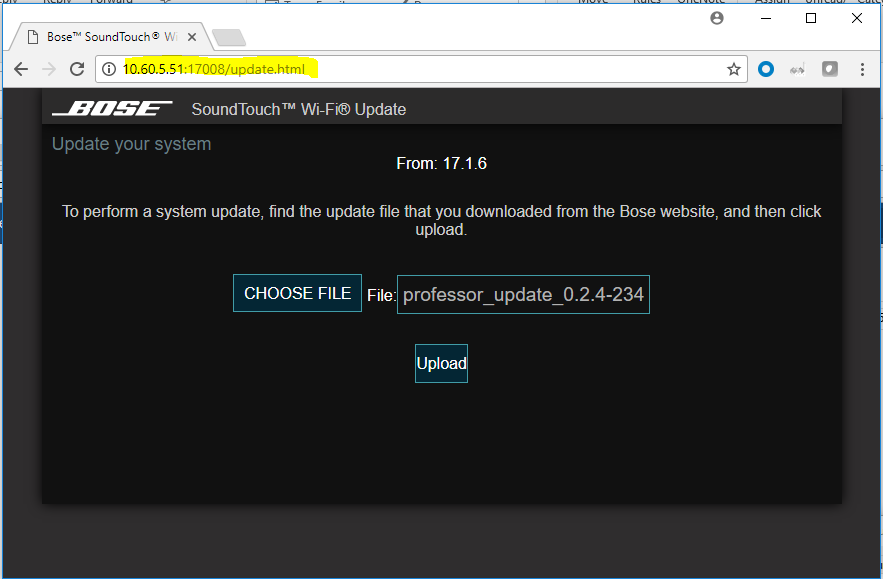 Bose™ SoundTouch® Wi
10.60.5.51:17008/update.html
BOSE SoundTouch™ Wi-Fi® Update
Update your system
From: 17.1.6
To perform a system update, find the update file that you downloaded from the Bose website, and then click
upload.
CHOOSE FILE File: professor_update_0.2.4-234
Upload